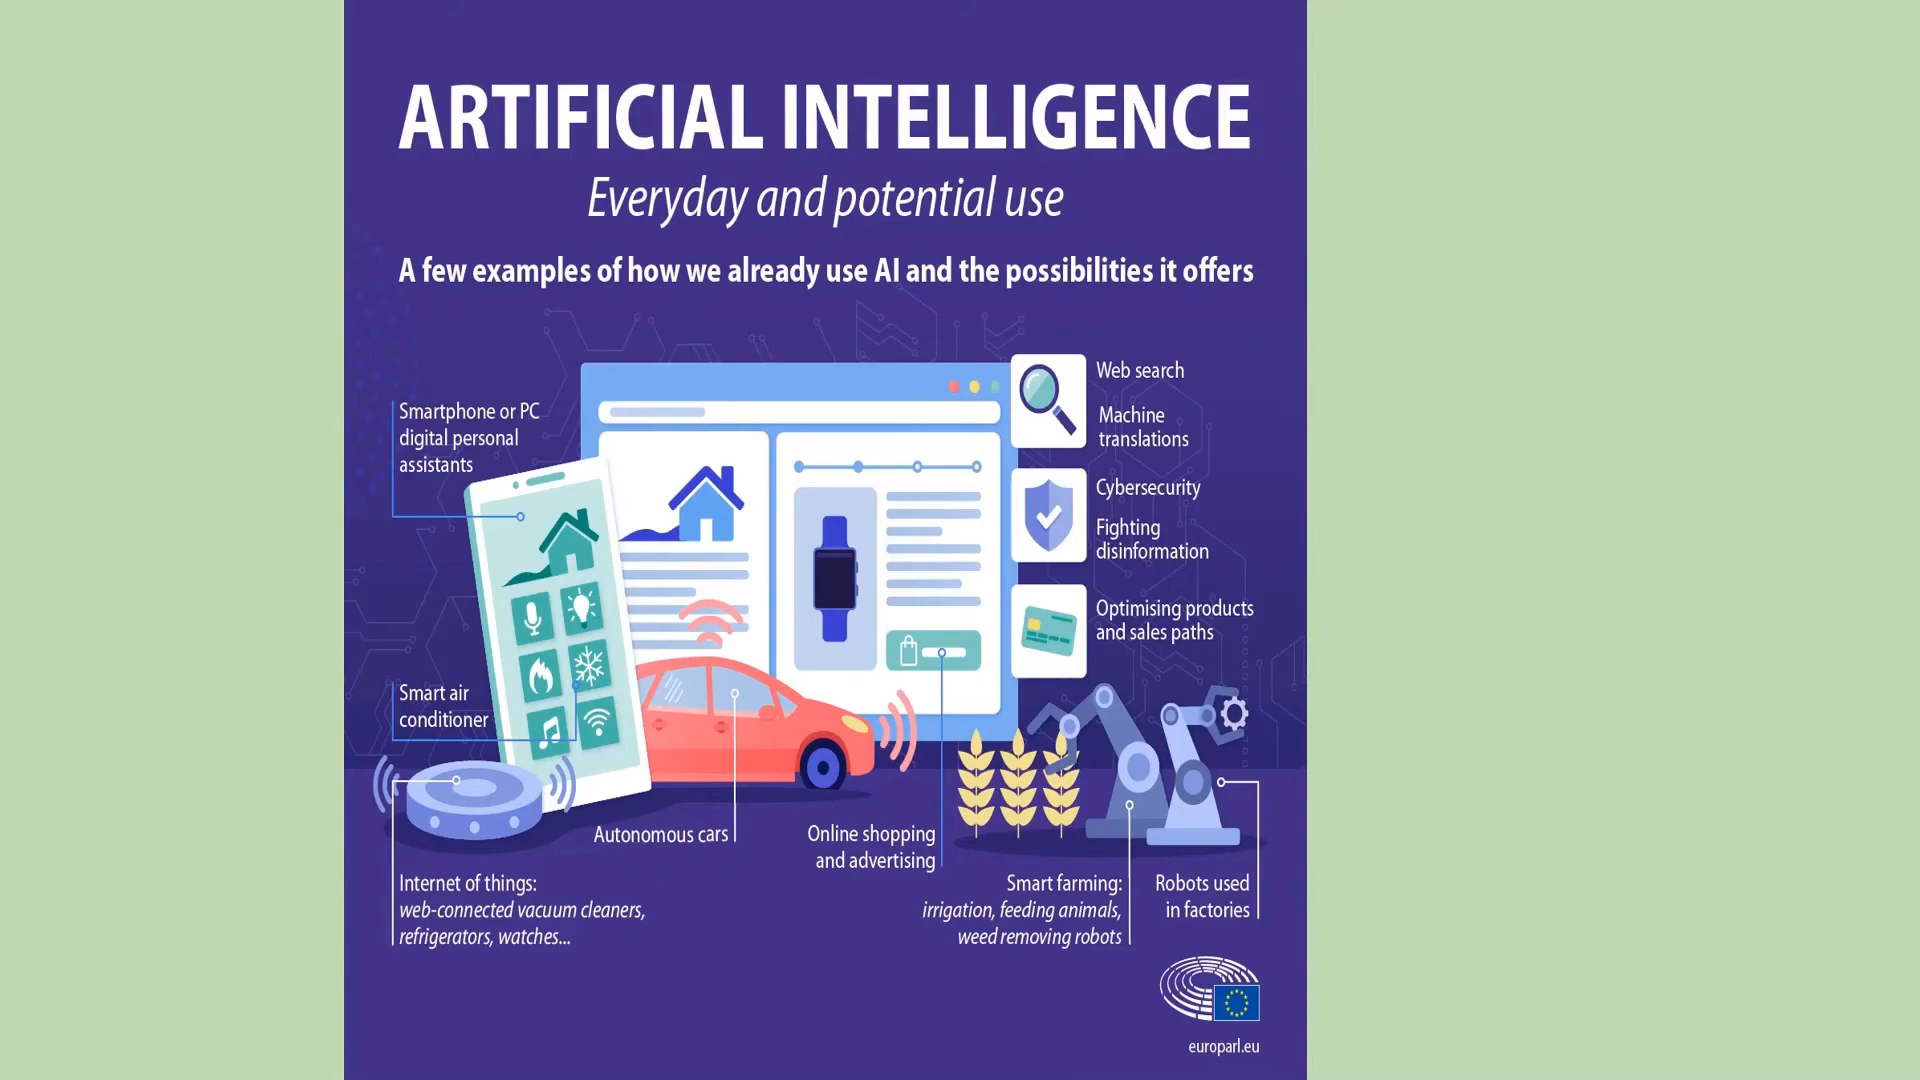 ARTIFICIAL INTELLIGENCE
Everyday and potential use
A few examples of how we already use AI and the possibilities it offers
Smartphone or PC
digital personal
assistants
Web search
Machine
translations
Cybersecurity
Fighting
disinformation
Optimising products
and sales paths
Smart air
conditioner
Autonomous cars
Online shopping
and advertising
Internet of things:
web-connected vacuum cleaners,
refrigerators, watches...
Smart farming:
irrigation, feeding animals,
weed removing robots
Robots used
in factories
europarl.eu